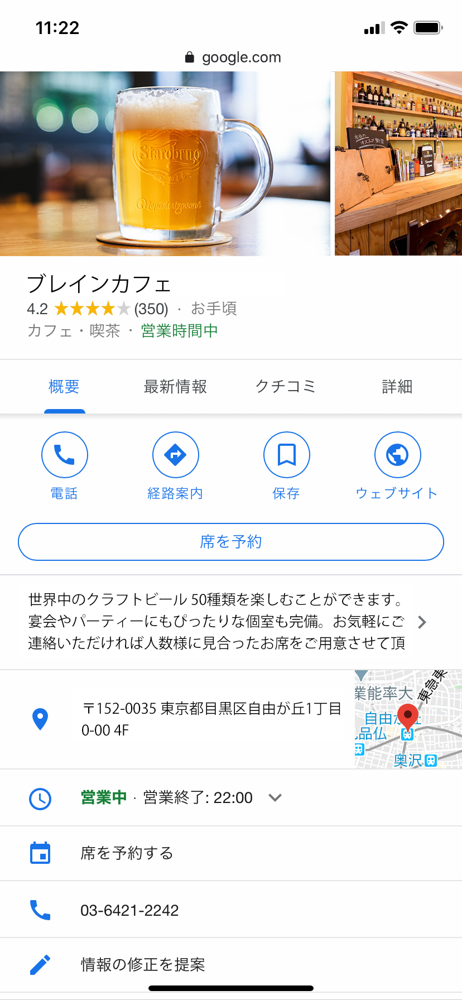 11:22
google.com
Starobrno
Nepasterizované
本日の
オススメ
GUINNESS
ブレインカフェ
4.2 (350) · お手頃
カフェ・喫茶 · 営業時間中
概要 最新情報 クチコミ 詳細
電話 経路案内 保存 ウェブサイト
席を予約
世界中のクラフトビール 50種類を楽しむことができます。
宴会やパーティーにもぴったりな個室も完備。お気軽にご
連絡いただければ人数様に見合ったお席をご用意させて頂
〒152-0035 東京都目黒区自由が丘1丁目
0-00 4F
東急東
業能率大
自由が丘
品仏
奥沢
営業中 · 営業終了: 22:00
席を予約する
03-6421-2242
情報の修正を提案